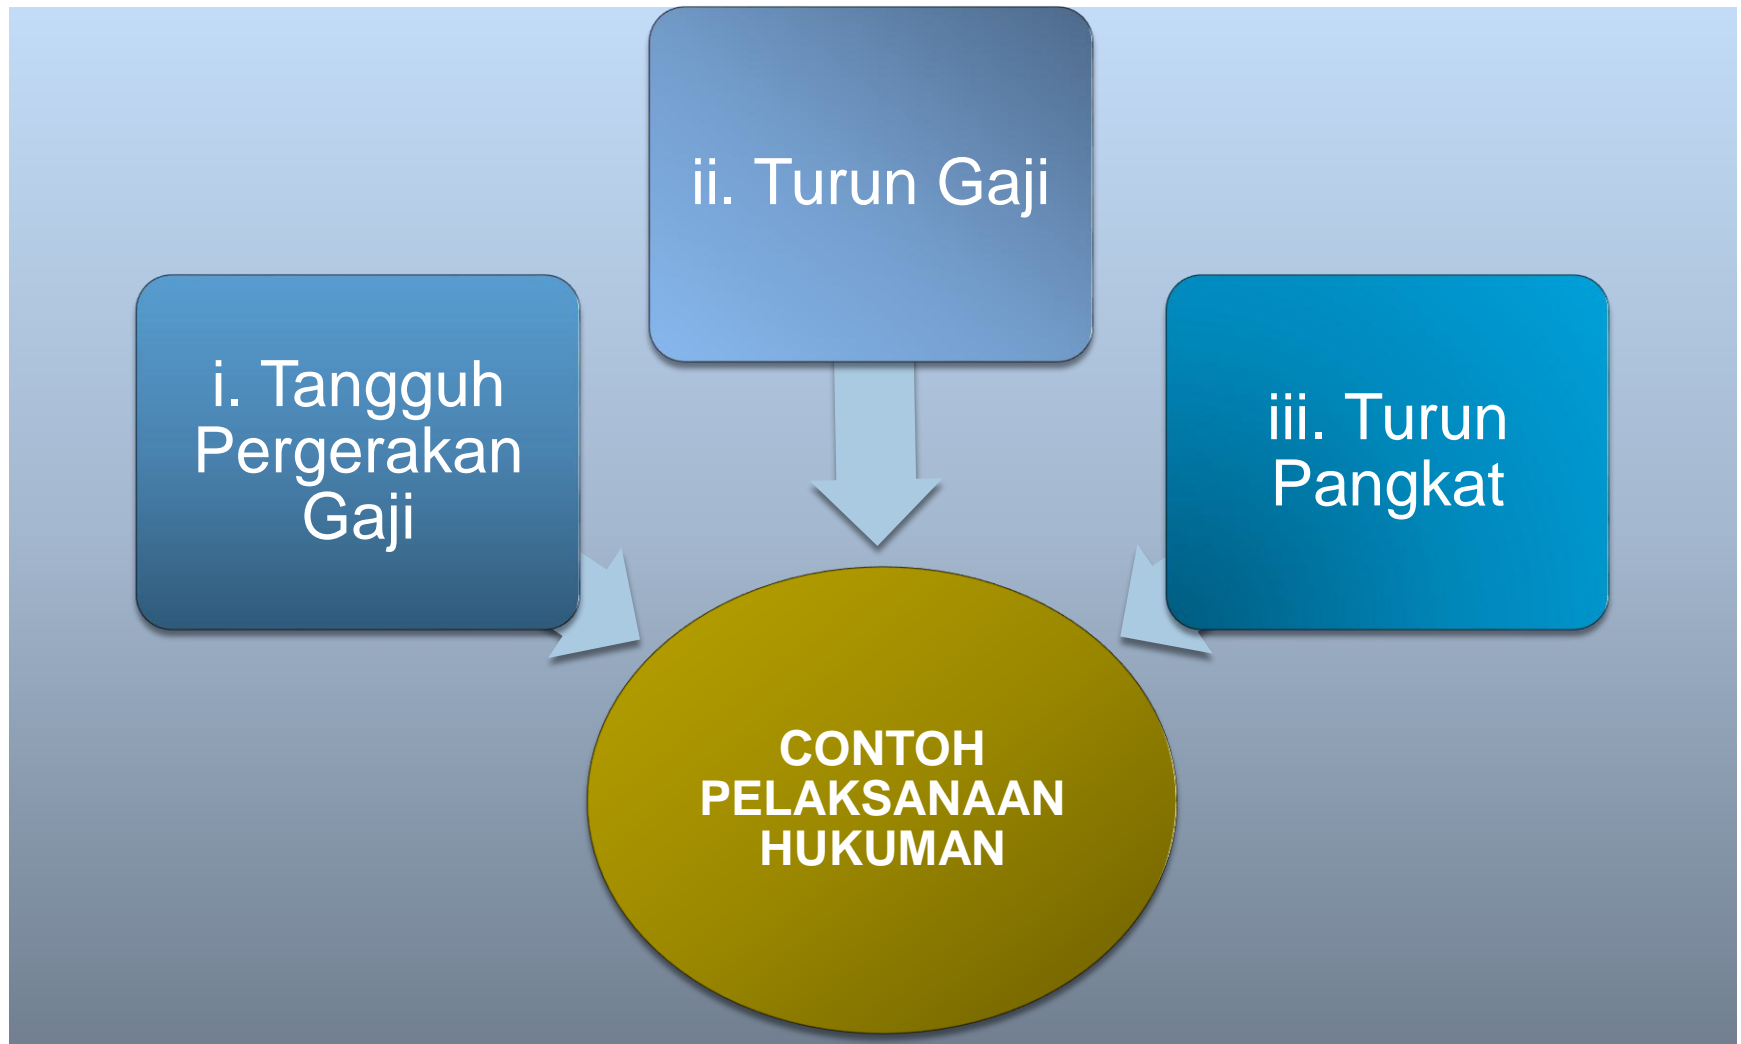 i. Tangguh
Pergerakan
Gaji
ii. Turun Gaji
iii. Turun
Pangkat
CONTOH
PELAKSANAAN
HUKUMAN